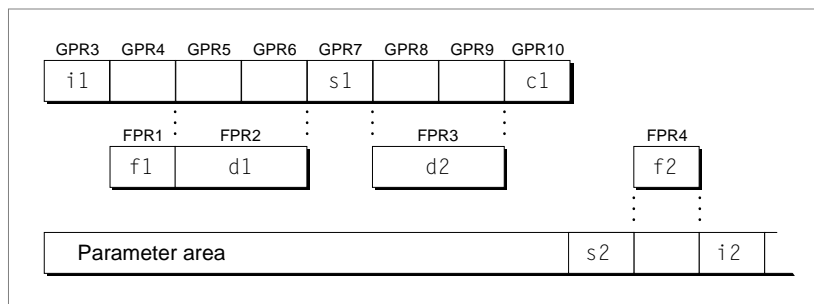 GPR3 GPR4 GPR5 GPR6 GPR7 GPR8 GPR9 GPR10
i1 s1 c1
FPR1 FPR2 FPR3 FPR4
f1 d1 d2 f2
Parameter area s2 i2